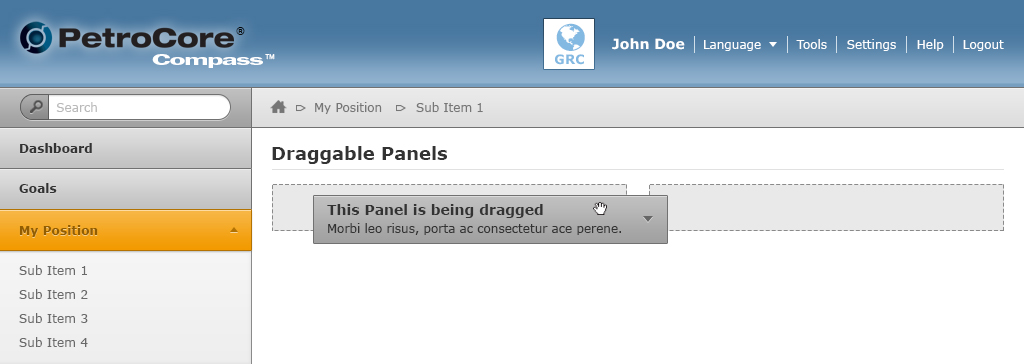 PetroCore®
Compass™
GRC
John Doe
Language
Tools
Settings
Help
Logout
Search
My Position
Sub Item 1
Dashboard
Goals
My Position
Sub Item 1
Sub Item 2
Sub Item 3
Sub Item 4
Draggable Panels
This Panel is being dragged
Morbi leo risus, porta ac consectetur ace perene.